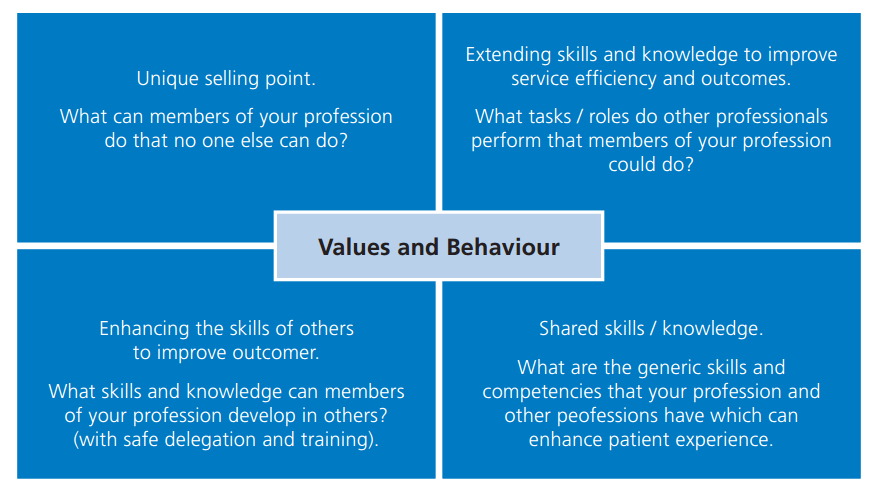 Unique selling point.
What can members of your profession
do that no one else can do?
Extending skills and knowledge to improve
service efficiency and outcomes.
What tasks / roles do other professionals
perform that members of your profession
could do?
Values and Behaviour
Enhancing the skills of others
to improve outcomer.
What skills and knowledge can members
of your profession develop in others?
(with safe delegation and training).
Shared skills / knowledge.
What are the generic skills and
competencies that your profession and
other peofessions have which can
enhance patient experience.